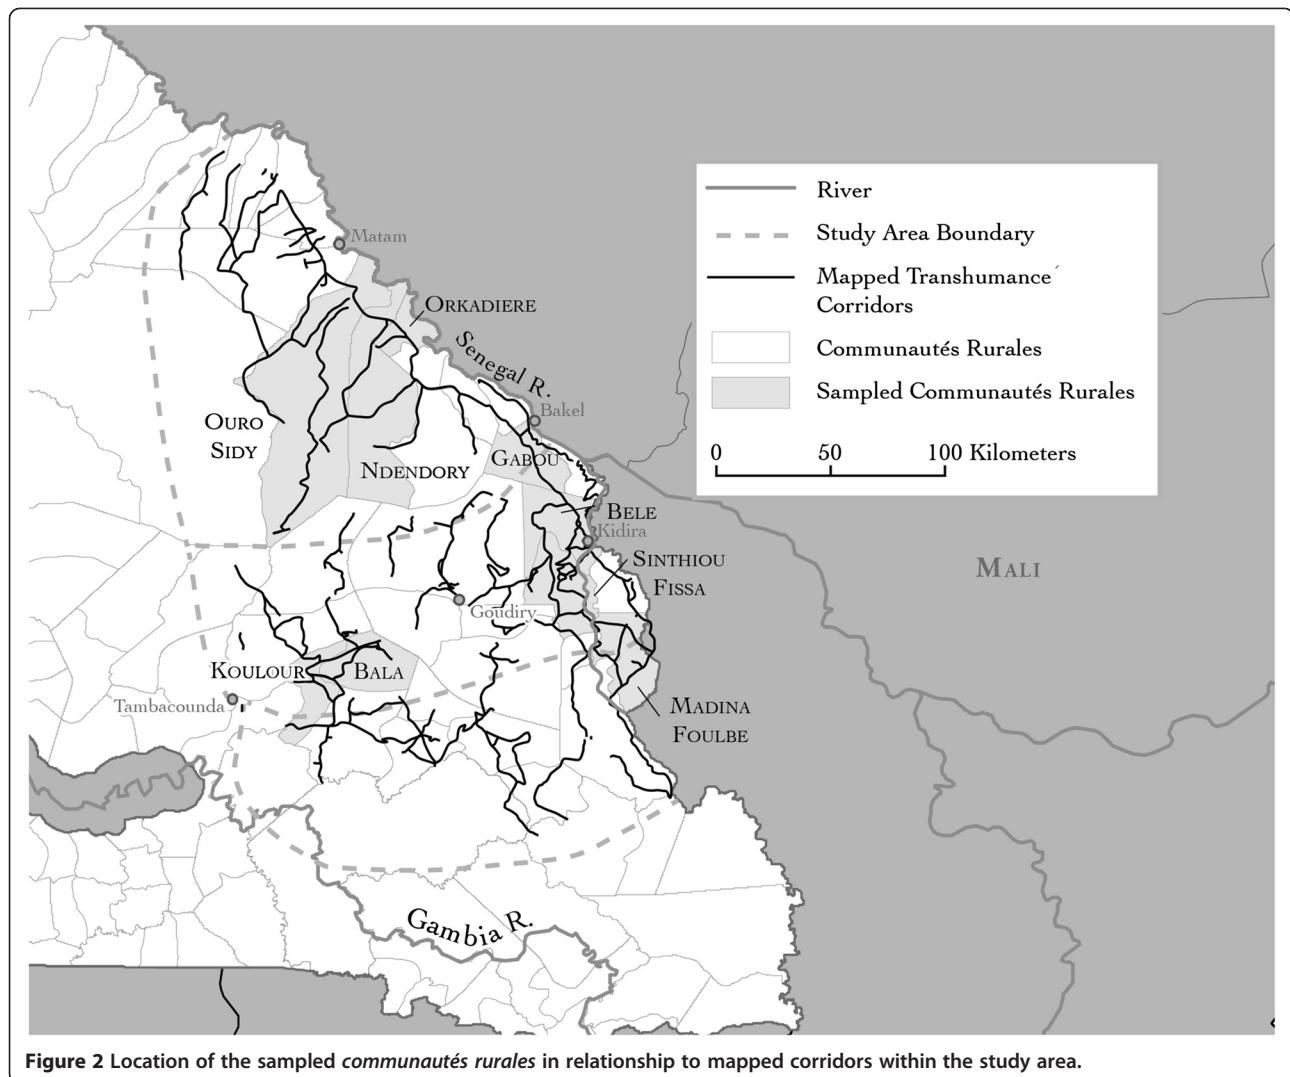 Matam
ORKADIERE
Senegal R.
Bakel
OURO
SIDY
NDENDORY
GABOU
BELE
Kidira
SINTHIOU
FISSA
Goudiry
KOULOUR
BALA
Tambacounda
MADINA
FOULBE
MALI
Gambia R.
River
Study Area Boundary
Mapped Transhumance´
Corridors
Communautés Rurales
Sampled Communautés Rurales
0 50 100 Kilometers
Figure 2 Location of the sampled communautés rurales in relationship to mapped corridors within the study area.